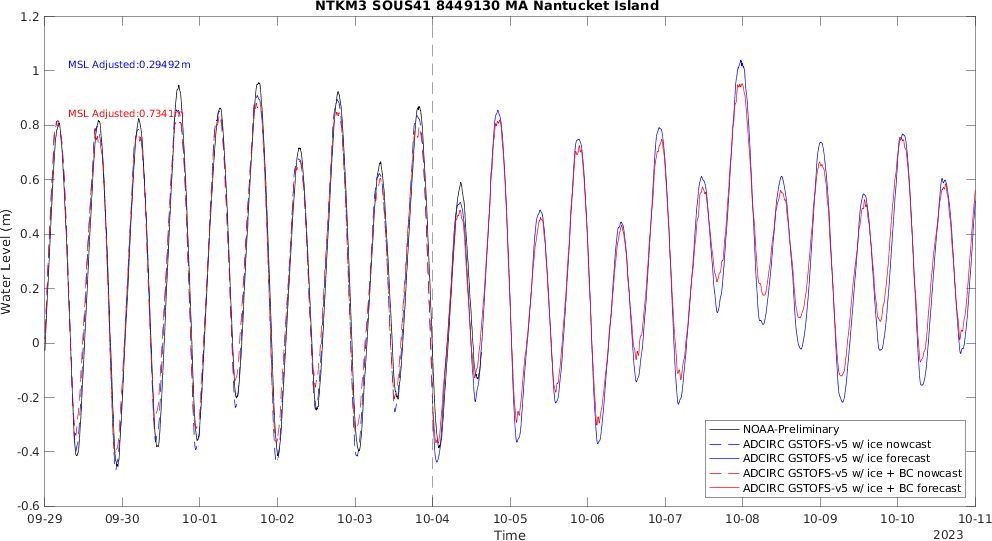 NTKM3 SOUS41 8449130 MA Nantucket Island
1.2
1
0.8
0.6
0.4
0.2
0
-0.2
-0.4
-0.6
Water Level (m)
MSL Adjusted:0.29492m
MSL Adjusted:0.7341m
NOAA-Preliminary
ADCIRC GSTOFS-v5 w/ ice nowcast
ADCIRC GSTOFS-v5 w/ ice forecast
ADCIRC GSTOFS-v5 w/ ice + BC nowcast
ADCIRC GSTOFS-v5 w/ ice + BC forecast
09-29 09-30 10-01 10-02 10-03 10-04 10-05 10-06 10-07 10-08 10-09 10-10 10-11
Time
2023